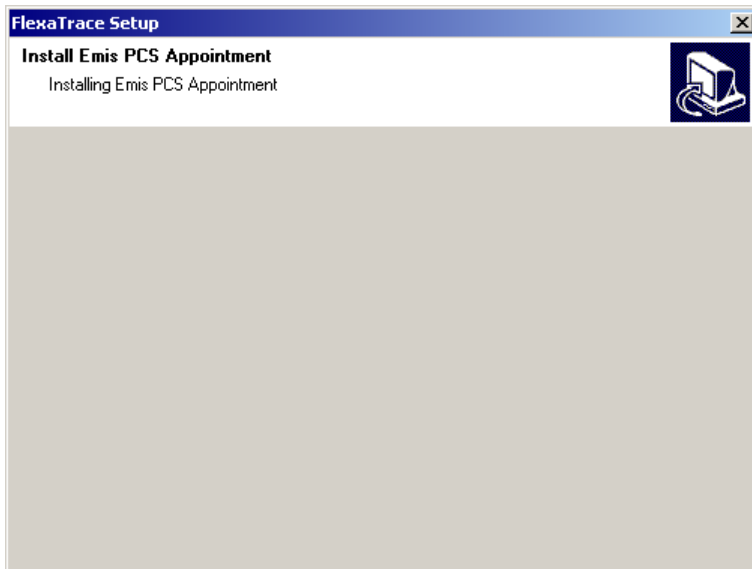 FlexaTrace Setup
Install Emis PCS Appointment
Installing Emis PCS Appointment